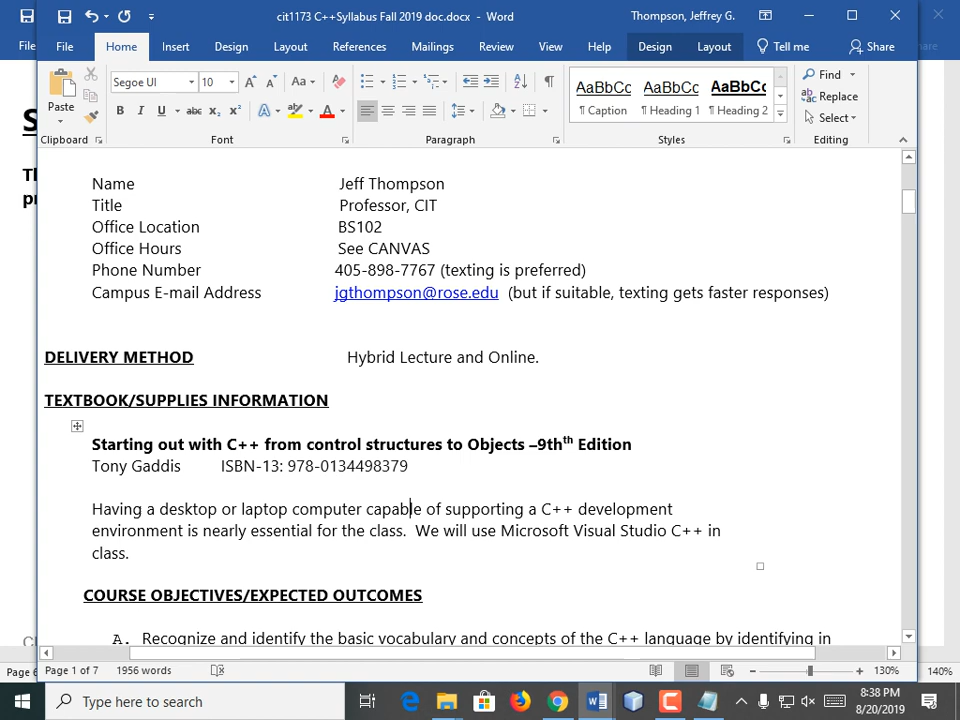 cit1173 C++Syllabus Fall 2019 doc.docx - Word
Thompson, Jeffrey G.
File
File Home Insert Design Layout References Mailings Review View Help Design Layout Tell me Share
Paste
Segoe UI 10
Aa
B I U abc x₂ x²
AaBbCc AaBbCc AaBbCc
¶ Caption ¶ Heading 1 ¶ Heading 2
Find
Replace
Select
Clipboard Font Paragraph Styles Editing
S
Th
pr
Name Jeff Thompson
Title Professor, CIT
Office Location BS102
Office Hours See CANVAS
Phone Number 405-898-7767 (texting is preferred)
Campus E-mail Address jgthompson@rose.edu (but if suitable, texting gets faster responses)
DELIVERY METHOD Hybrid Lecture and Online.
TEXTBOOK/SUPPLIES INFORMATION
Starting out with C++ from control structures to Objects –9thth Edition
Tony Gaddis ISBN-13: 978-0134498379
Having a desktop or laptop computer capable of supporting a C++ development
environment is nearly essential for the class. We will use Microsoft Visual Studio C++ in
class.
COURSE OBJECTIVES/EXPECTED OUTCOMES
A. Recognize and identify the basic vocabulary and concepts of the C++ language by identifying in
Page 1 of 7 1956 words 130%
140%
Type here to search
8:38 PM
8/20/2019